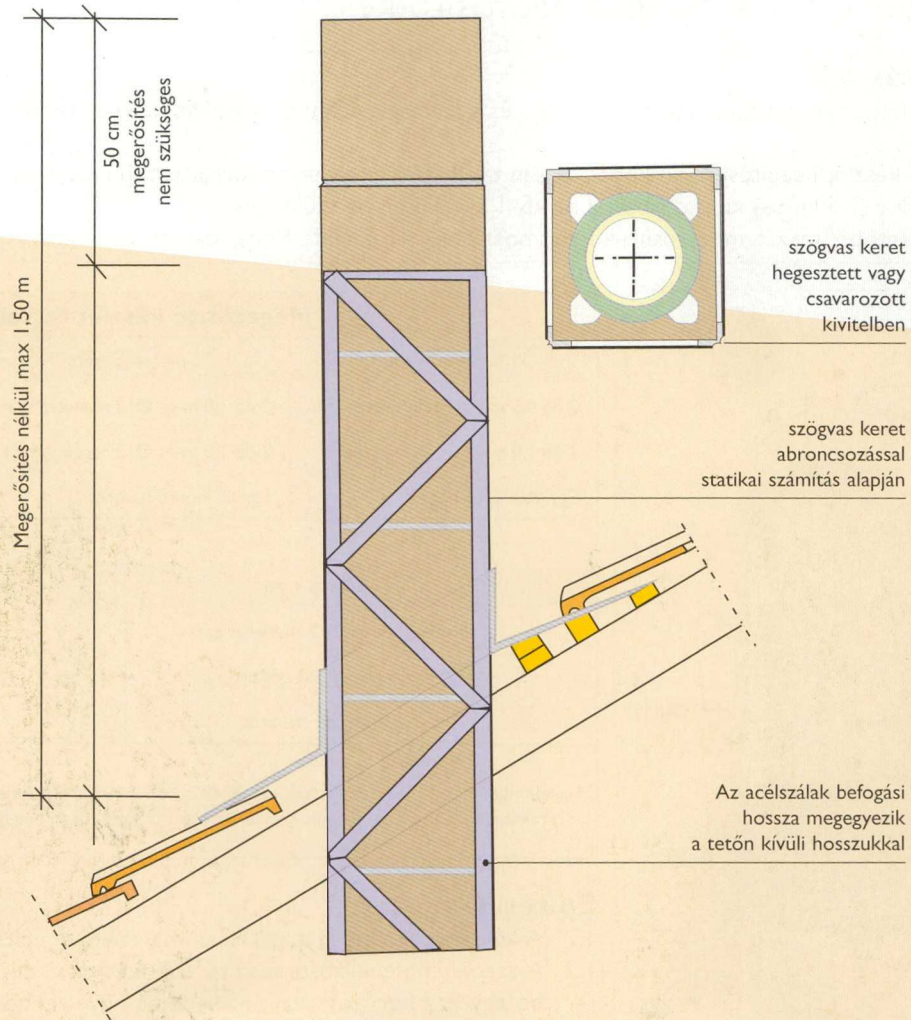 Megerősítés nélkül max 1,50 m
50 cm
megerősítés
nem szükséges
szögvas keret
hegesztett vagy
csavarozott
kivitelben
szögvas keret
abroncsozással
statikai számítás alapján
Az acélszálak befogási
hossza megegyezik
a tetőn kívüli hosszukkal